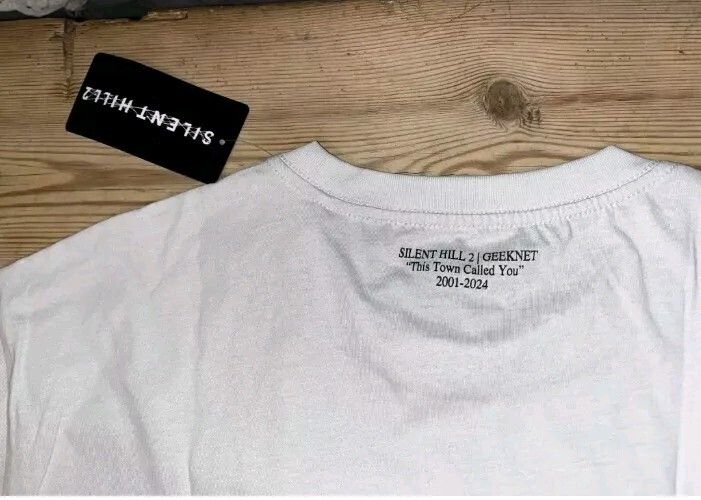 SILENT HILL 2
SILENT HILL 2 | GEEKNET
“This Town Called You”
2001-2024